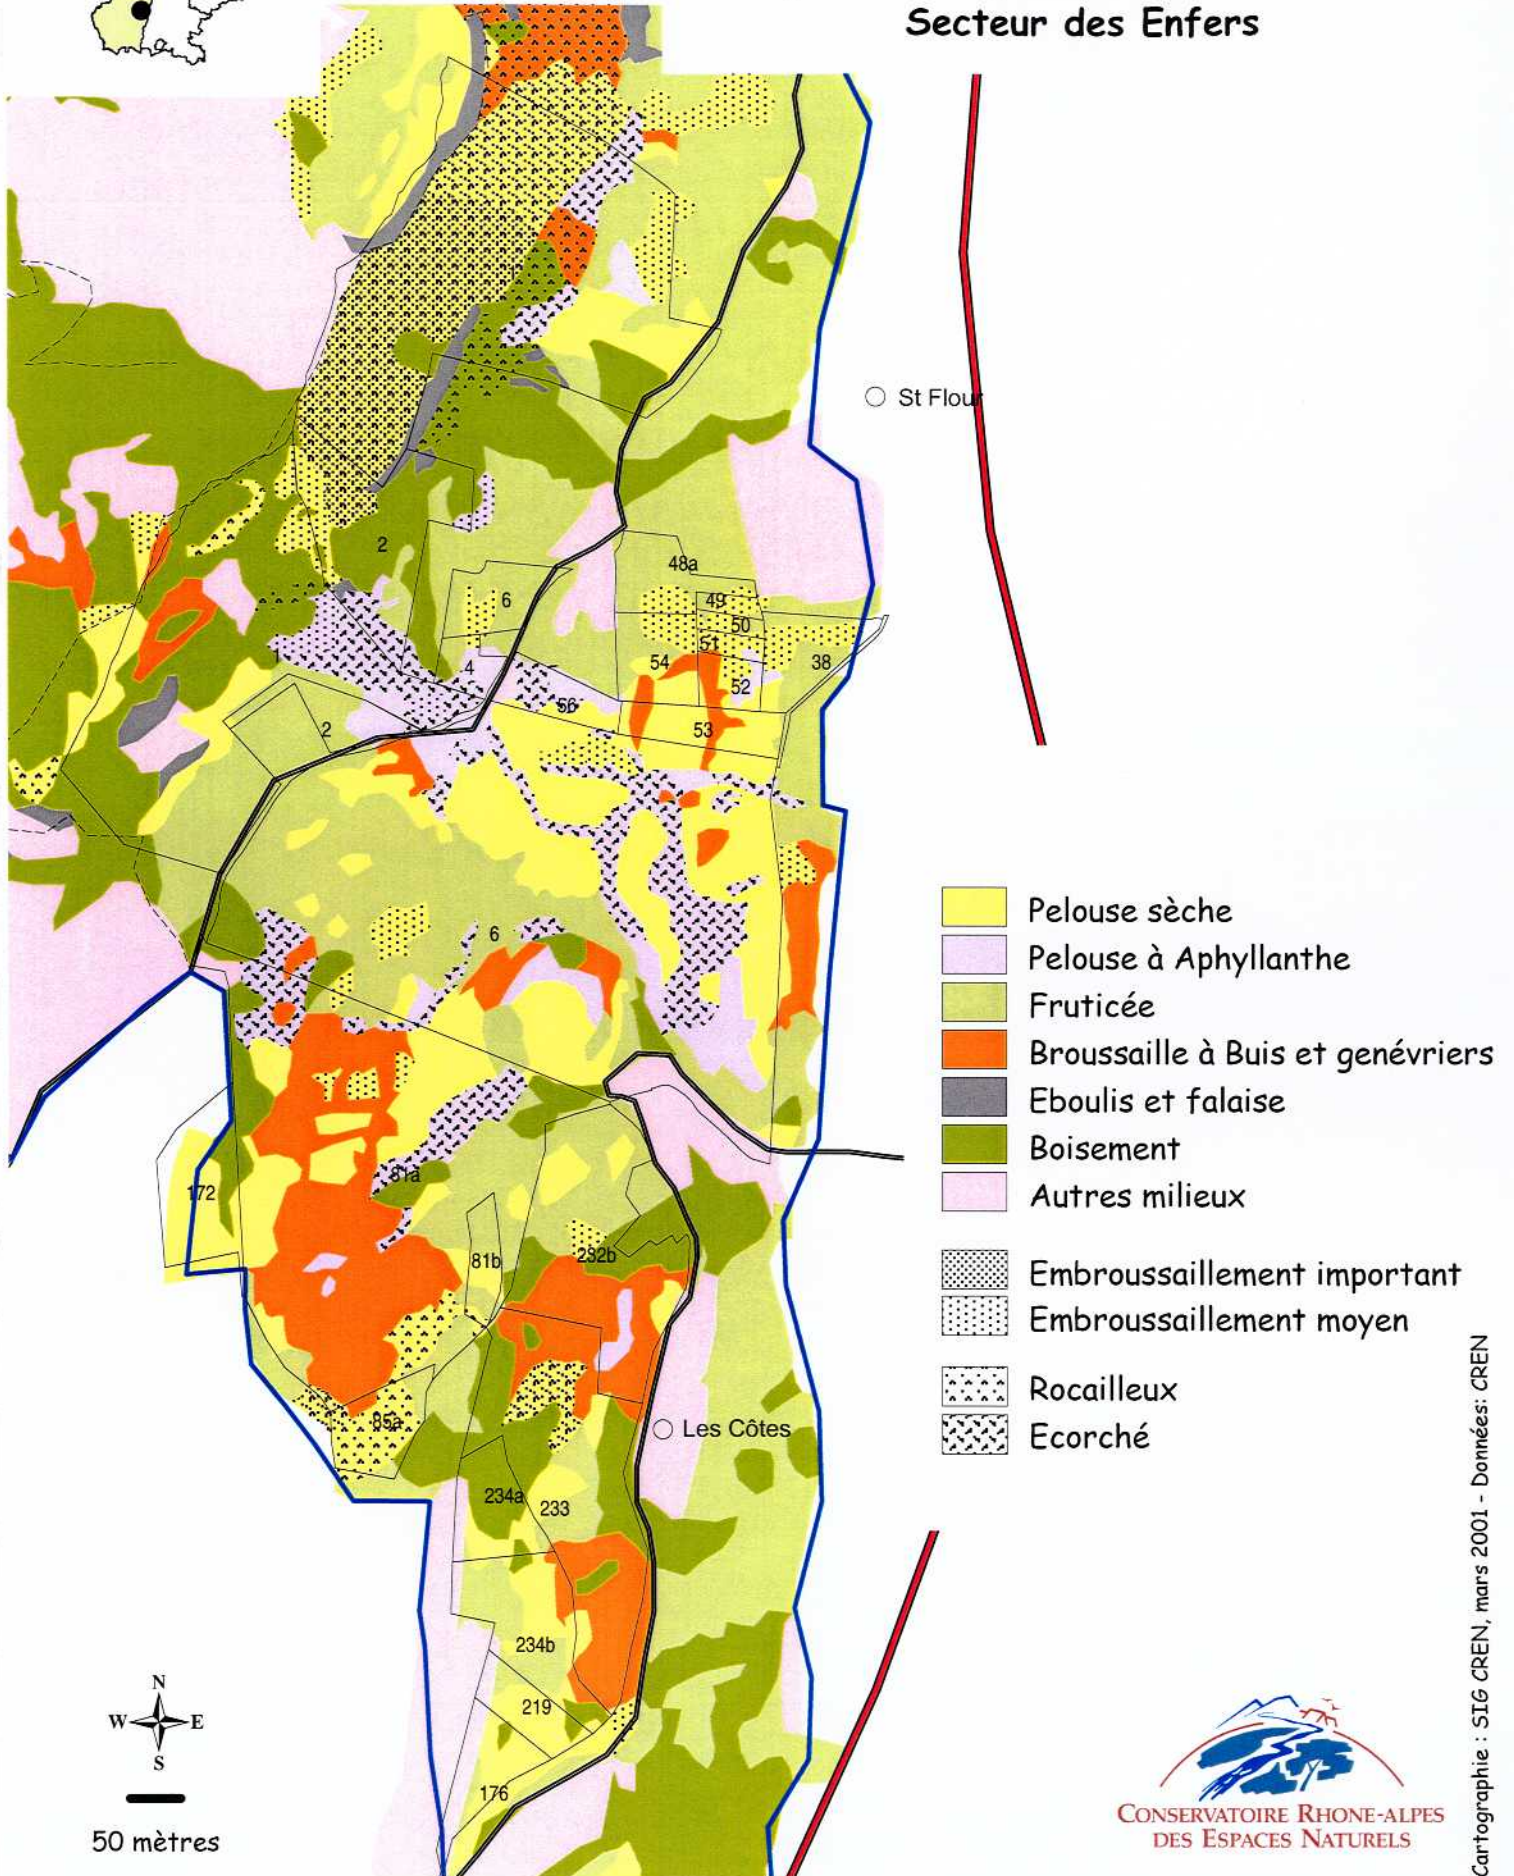 Secteur des Enfers
St Flour
2
48a
6
49
50
51
54
38
4
52
56
2
53
6
Pelouse sèche
Pelouse à Aphyllanthe
Fruticée
Broussaille à Buis et genévriers
Eboulis et falaise
Boisement
Autres milieux
Embroussaillement important
Embroussaillement moyen
Rocailleux
Ecorché
81a
172
81b
232b
85a
Les Côtes
234a
233
234b
219
176
N
W E
S
50 mètres
CONSERVATOIRE RHONE-ALPES
DES ESPACES NATURELS
Cartographie : SIG CREN, mars 2001 - Données: CREN